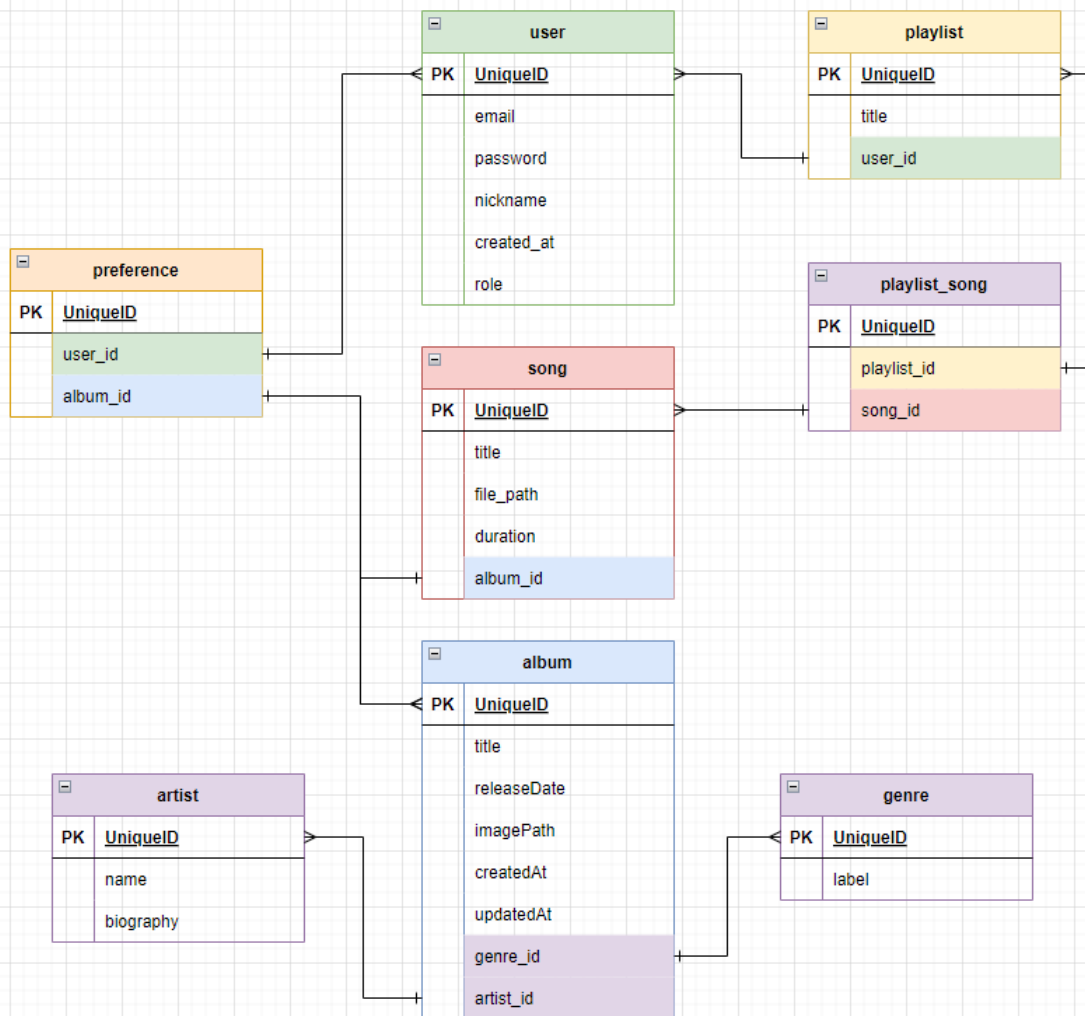 user
PK UniqueID
email
password
nickname
created_at
role
playlist
PK UniqueID
title
user_id
preference
PK UniqueID
user_id
album_id
playlist_song
PK UniqueID
playlist_id
song_id
song
PK UniqueID
title
file_path
duration
album_id
album
PK UniqueID
title
releaseDate
imagePath
createdAt
updatedAt
genre_id
artist_id
artist
PK UniqueID
name
biography
genre
PK UniqueID
label